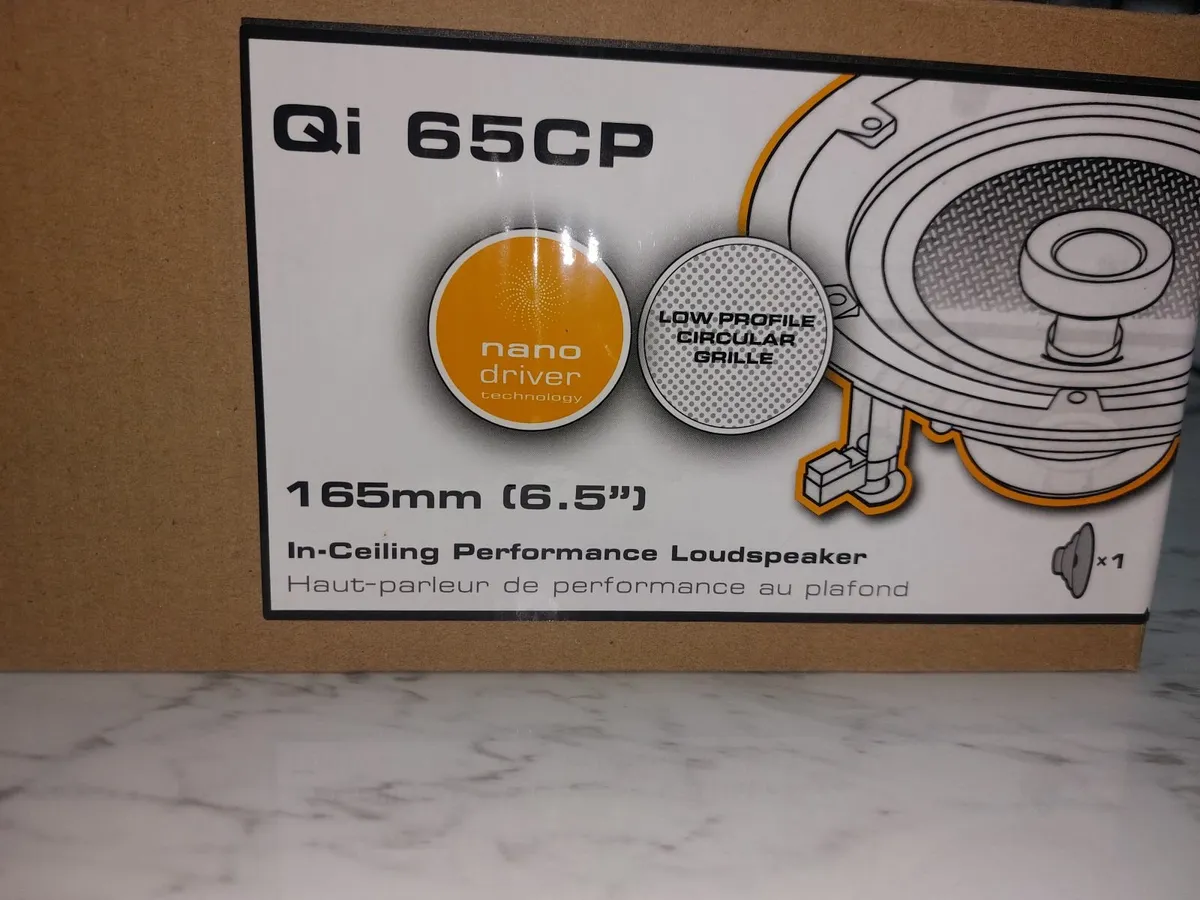 Qi 65CP
nano
driver
technology
LOW PROFILE
CIRCULAR
GRILLE
165mm (6.5”)
In-Ceiling Performance Loudspeaker
Haut-parleur de performance au plafond
x1